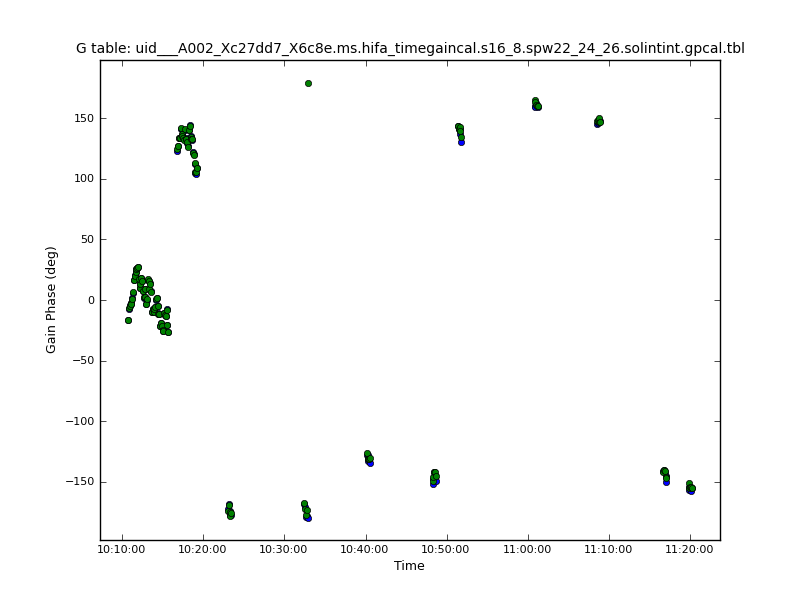 G table: uid___A002_Xc27dd7_X6c8e.ms.hifa_timegaincal.s16_8.spw22_24_26.solintint.gpcal.tbl
Gain Phase (deg)
150
100
50
0
−50
−100
−150
10:10:00 10:20:00 10:30:00 10:40:00 10:50:00 11:00:00 11:10:00 11:20:00
Time